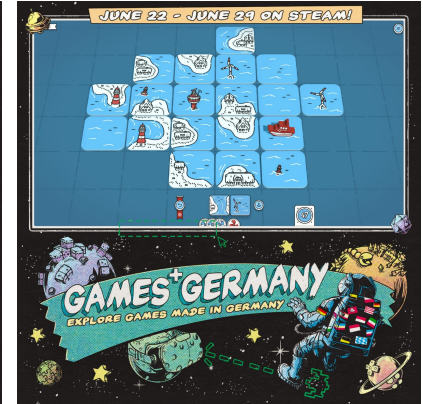 JUNE 22 - JUNE 29 ON STEAM!
GAMES+GERMANY
EXPLORE GAMES MADE IN GERMANY